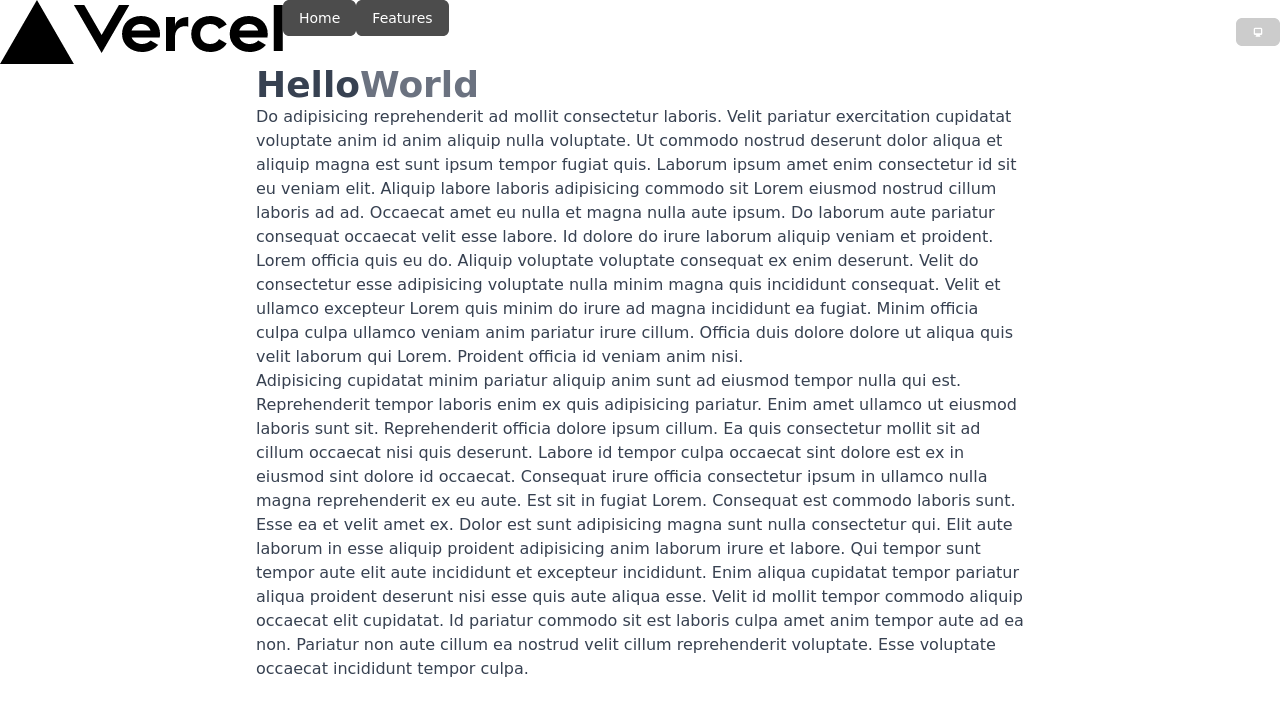 Vercel
Home Features
HelloWorld
Do adipisicing reprehenderit ad mollit consectetur laboris. Velit pariatur exercitation cupidatat
voluptate anim id anim aliquip nulla voluptate. Ut commodo nostrud deserunt dolor aliqua et
aliquip magna est sunt ipsum tempor fugiat quis. Laborum ipsum amet enim consectetur id sit
eu veniam elit. Aliquip labore laboris adipisicing commodo sit Lorem eiusmod nostrud cillum
laboris ad ad. Occaecat amet eu nulla et magna nulla aute ipsum. Do laborum aute pariatur
consequat occaecat velit esse labore. Id dolore do irure laborum aliquip veniam et proident.
Lorem officia quis eu do. Aliquip voluptate voluptate consequat ex enim deserunt. Velit do
consectetur esse adipisicing voluptate nulla minim magna quis incididunt consequat. Velit et
ullamco excepteur Lorem quis minim do irure ad magna incididunt ea fugiat. Minim officia
culpa culpa ullamco veniam anim pariatur irure cillum. Officia duis dolore dolore ut aliqua quis
velit laborum qui Lorem. Proident officia id veniam anim nisi.
Adipisicing cupidatat minim pariatur aliquip anim sunt ad eiusmod tempor nulla qui est.
Reprehenderit tempor laboris enim ex quis adipisicing pariatur. Enim amet ullamco ut eiusmod
laboris sunt sit. Reprehenderit officia dolore ipsum cillum. Ea quis consectetur mollit sit ad
cillum occaecat nisi quis deserunt. Labore id tempor culpa occaecat sint dolore est ex in
eiusmod sint dolore id occaecat. Consequat irure officia consectetur ipsum in ullamco nulla
magna reprehenderit ex eu aute. Est sit in fugiat Lorem. Consequat est commodo laboris sunt.
Esse ea et velit amet ex. Dolor est sunt adipisicing magna sunt nulla consectetur qui. Elit aute
laborum in esse aliquip proident adipisicing anim laborum irure et labore. Qui tempor sunt
tempor aute elit aute incididunt et excepteur incididunt. Enim aliqua cupidatat tempor pariatur
aliqua proident deserunt nisi esse quis aute aliqua esse. Velit id mollit tempor commodo aliquip
occaecat elit cupidatat. Id pariatur commodo sit est laboris culpa amet anim tempor aute ad ea
non. Pariatur non aute cillum ea nostrud velit cillum reprehenderit voluptate. Esse voluptate
occaecat incididunt tempor culpa.